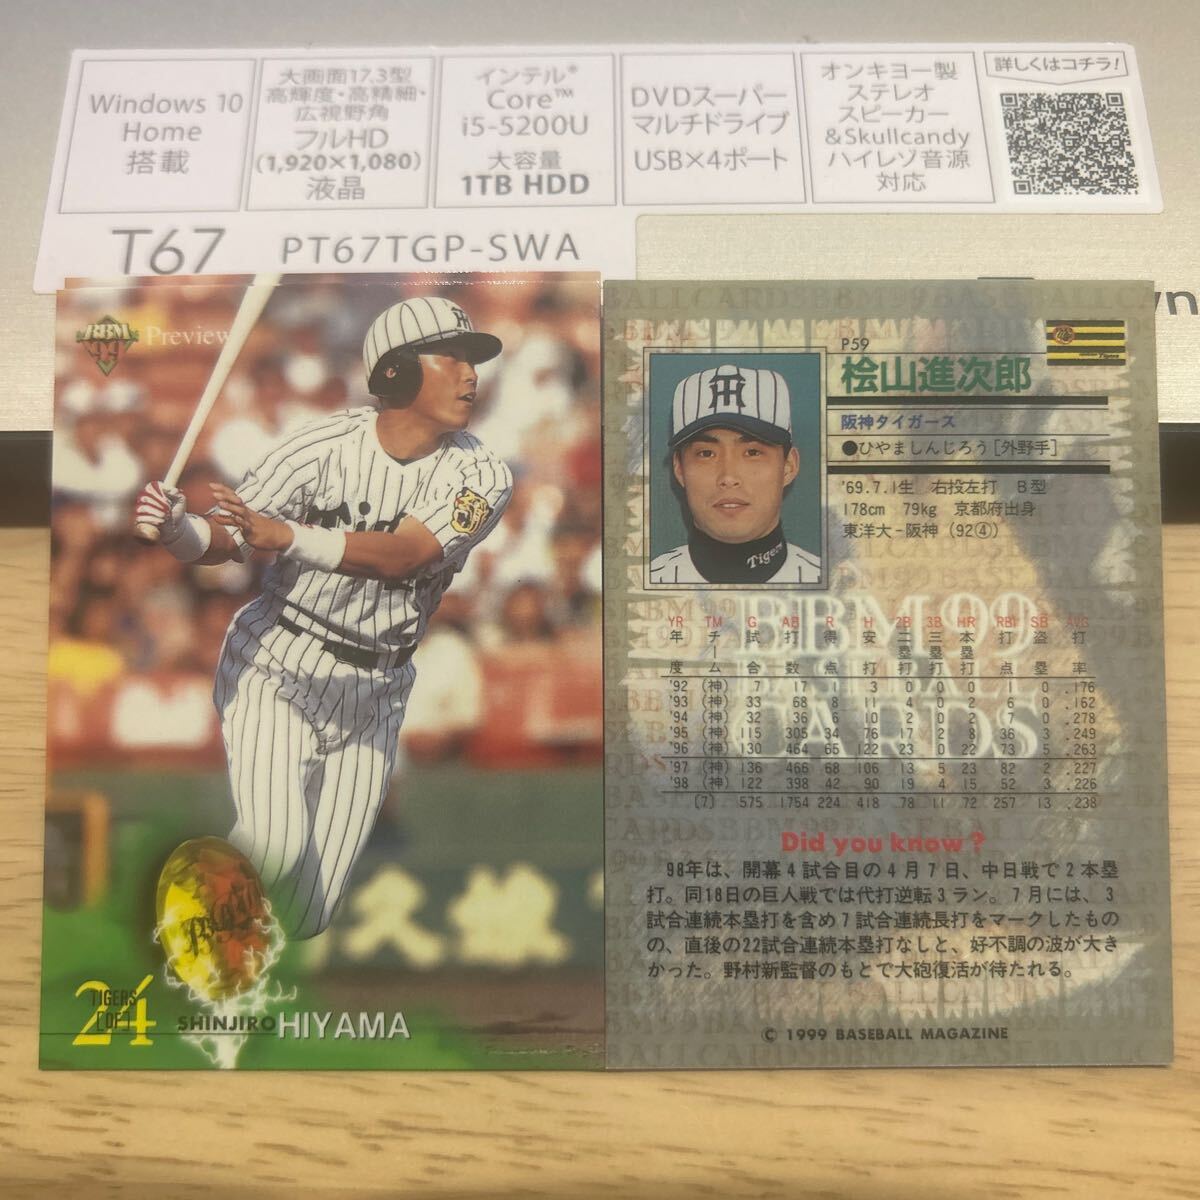 Windows 10
Home
搭載
大画面17.3型
高輝度・高精細・
広視野角
フルHD
(1,920×1,080)
液晶
インテル®
Core™
i5-5200U
大容量
1TB HDD
DVDスーパー
マルチドライブ
USB×4ポート
オンキヨー製
ステレオ
スピーカー
&Skullcandy
ハイレゾ音源
対応
詳しくはコチラ!
T67
PT67TGP-SWA
BBM
99
Preview
TIGERS
[OF]
24
SHINJIRO HIYAMA
P59
桧山進次郎
阪神タイガース
●ひやましんじろう[外野手]
'69.7.1生 右投左打 B型
178cm 79kg 京都府出身
東洋大-阪神(92④)
Tigers
BBM 99
BASEBALL
CARDS
YR TM G AB R H 2B 3B HR RBI SB AVG
年度 チーム 試合 打数 得点 安打 二塁打 三塁打 本塁打 打点 盗塁 打率
'92 (神) 7 17 1 3 0 0 0 1 0 .176
'93 (神) 33 68 8 11 4 0 2 6 0 .162
'94 (神) 32 36 6 10 2 0 2 7 0 .278
'95 (神) 115 305 34 76 17 2 8 36 3 .249
'96 (神) 130 464 65 122 23 0 22 73 5 .263
'97 (神) 136 466 68 106 13 5 23 82 2 .227
'98 (神) 122 398 42 90 19 4 15 52 3 .226
[7] 575 1754 224 418 78 11 72 257 13 .238
Did you know?
98年は、開幕4試合目の4月7日、中日戦で2本塁
打。同18日の巨人戦では代打逆転3ラン。7月には、3
試合連続本塁打を含め7試合連続長打をマークしたもの
の、直後の22試合連続本塁打なしと、好不調の波が大き
かった。野村新監督のもとで大砲復活が待たれる。
© 1999 BASEBALL MAGAZINE